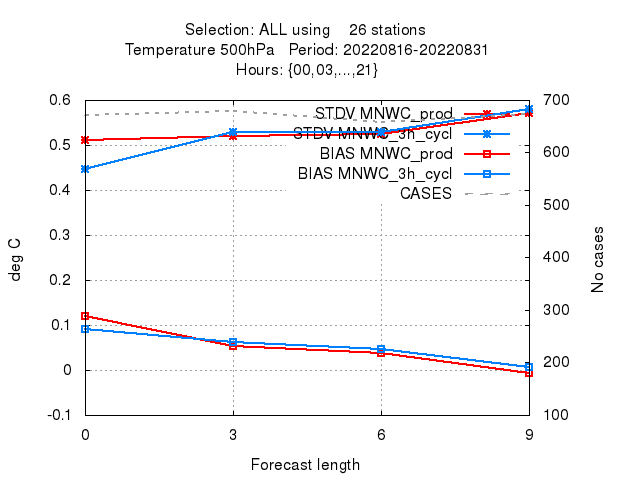 Selection: ALL using    26 stations
Temperature 500hPa   Period: 20220816-20220831
Hours: {00,03,...,21}
0.6
0.5
0.4
0.3
0.2
0.1
0
-0.1
deg C
700
600
500
400
300
200
100
No cases
STDV MNWC_prod
STDV MNWC_3h_cycl
BIAS MNWC_prod
BIAS MNWC_3h_cycl
CASES
0 3 6 9
Forecast length